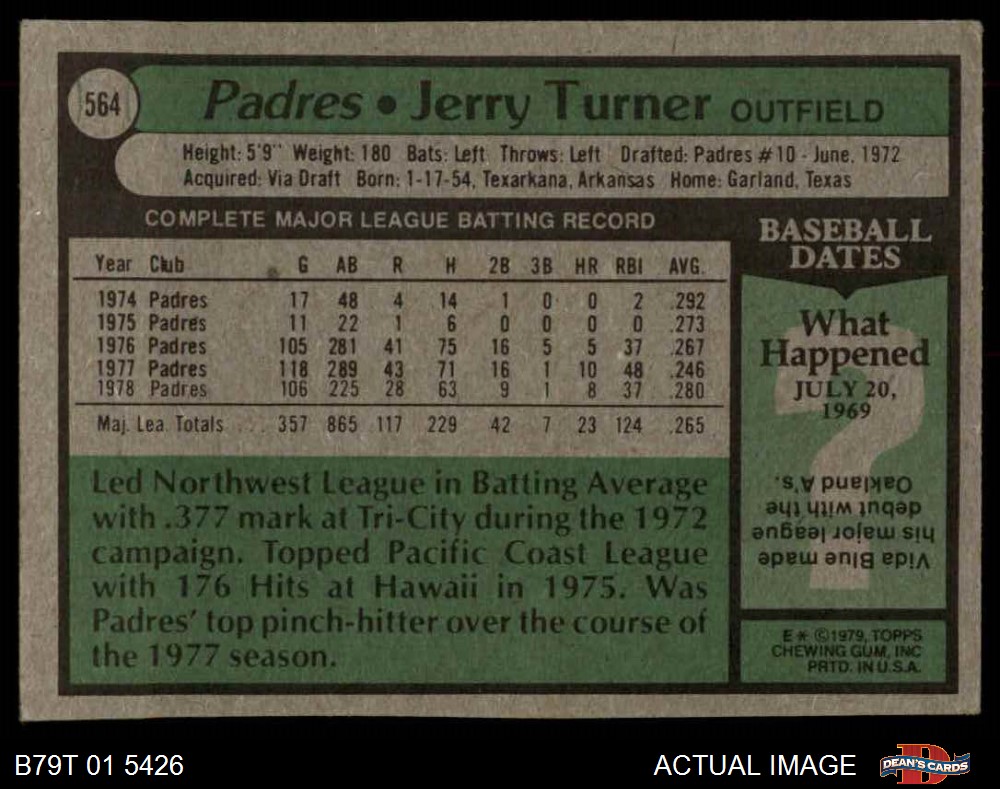 564
Padres • Jerry Turner OUTFIELD
Height: 5'9" Weight: 180 Bats: Left Throws: Left Drafted: Padres #10 - June, 1972
Acquired: Via Draft Born: 1-17-54, Texarkana, Arkansas Home: Garland, Texas
COMPLETE MAJOR LEAGUE BATTING RECORD
Year Club G AB R H 2B 3B HR RBI AVG.
1974 Padres 17 48 4 14 1 0 0 2 .292
1975 Padres 11 22 1 6 0 0 0 0 .273
1976 Padres 105 281 41 75 16 5 5 37 .267
1977 Padres 118 289 43 71 16 1 10 48 .246
1978 Padres 106 225 28 63 9 1 8 37 .280
Maj. Lea. Totals ... 357 865 117 229 42 7 23 124 .265
Led Northwest League in Batting Average
with .377 mark at Tri-City during the 1972
campaign. Topped Pacific Coast League
with 176 Hits at Hawaii in 1975. Was
Padres' top pinch-hitter over the course of
the 1977 season.
BASEBALL
DATES
?
What
Happened
JULY 20,
1969
Vida Blue made
his major league
debut with the
Oakland A's.
E* ©1979, TOPPS
CHEWING GUM, INC
PRTD. IN U.S.A.
B79T 01 5426
ACTUAL IMAGE
D
DEAN'S CARDS